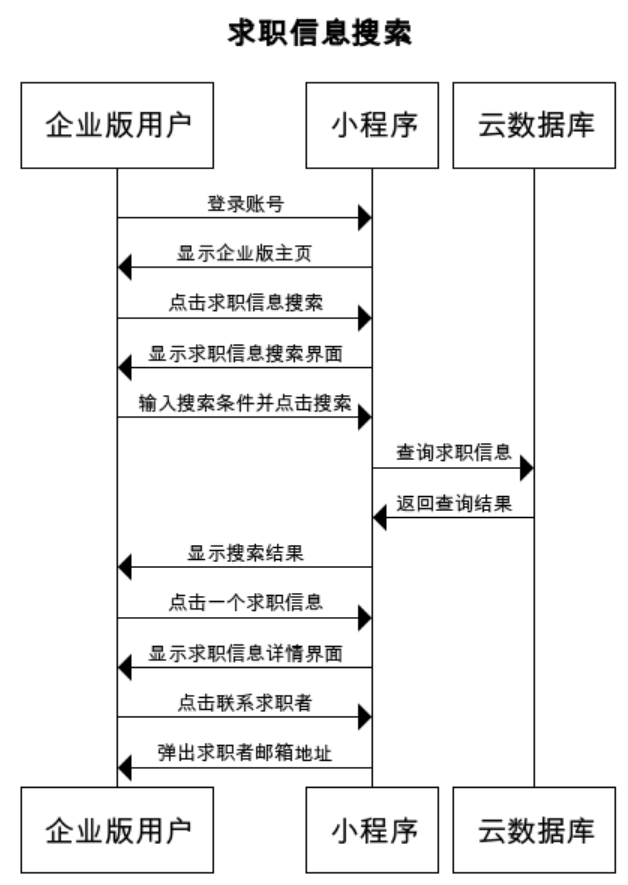 求职信息搜索
企业版用户 小程序 云数据库
登录账号
显示企业版主页
点击求职信息搜索
显示求职信息搜索界面
输入搜索条件并点击搜索
查询求职信息
返回查询结果
显示搜索结果
点击一个求职信息
显示求职信息详情界面
点击联系求职者
弹出求职者邮箱地址
企业版用户 小程序 云数据库